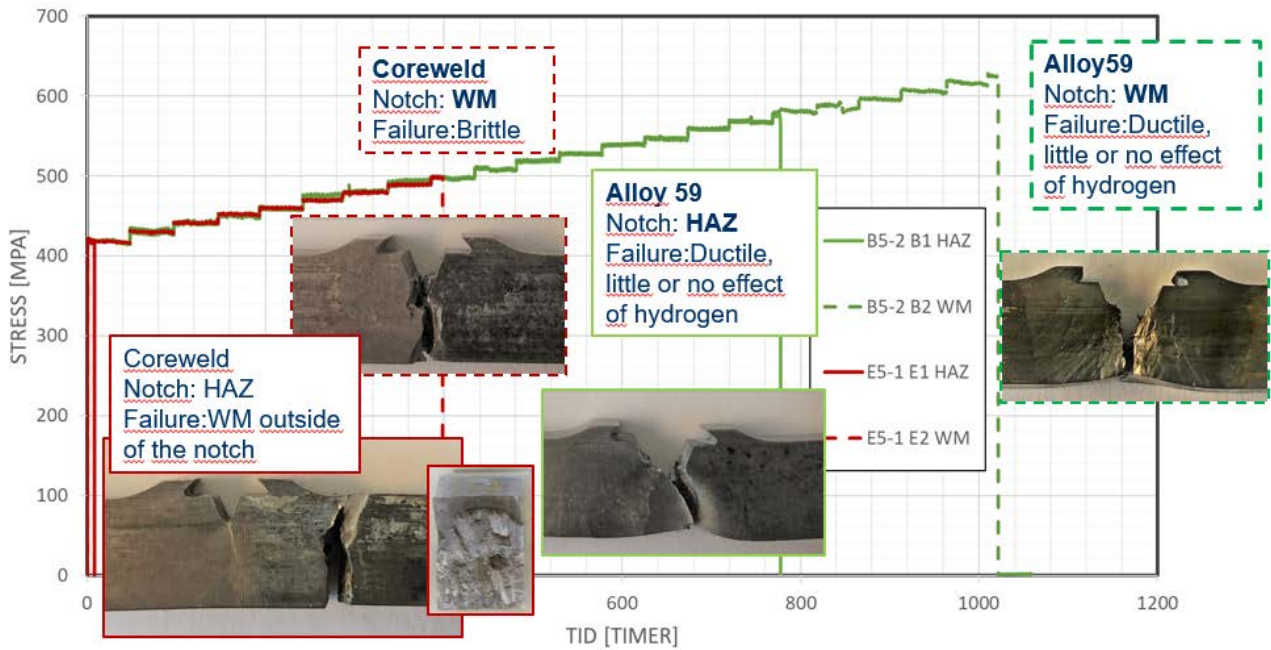 700
600
500
400
300
200
100
0
STRESS [MPA]
0
600
800
1000
1200
TID [TIMER]
Coreweld
Notch: WM
Failure:Brittle
Alloy59
Notch: WM
Failure:Ductile,
little or no effect
of hydrogen
Alloy 59
Notch: HAZ
Failure:Ductile,
little or no effect
of hydrogen
Coreweld
Notch: HAZ
Failure:WM outside
of the notch
B5-2 B1 HAZ
B5-2 B2 WM
E5-1 E1 HAZ
E5-1 E2 WM